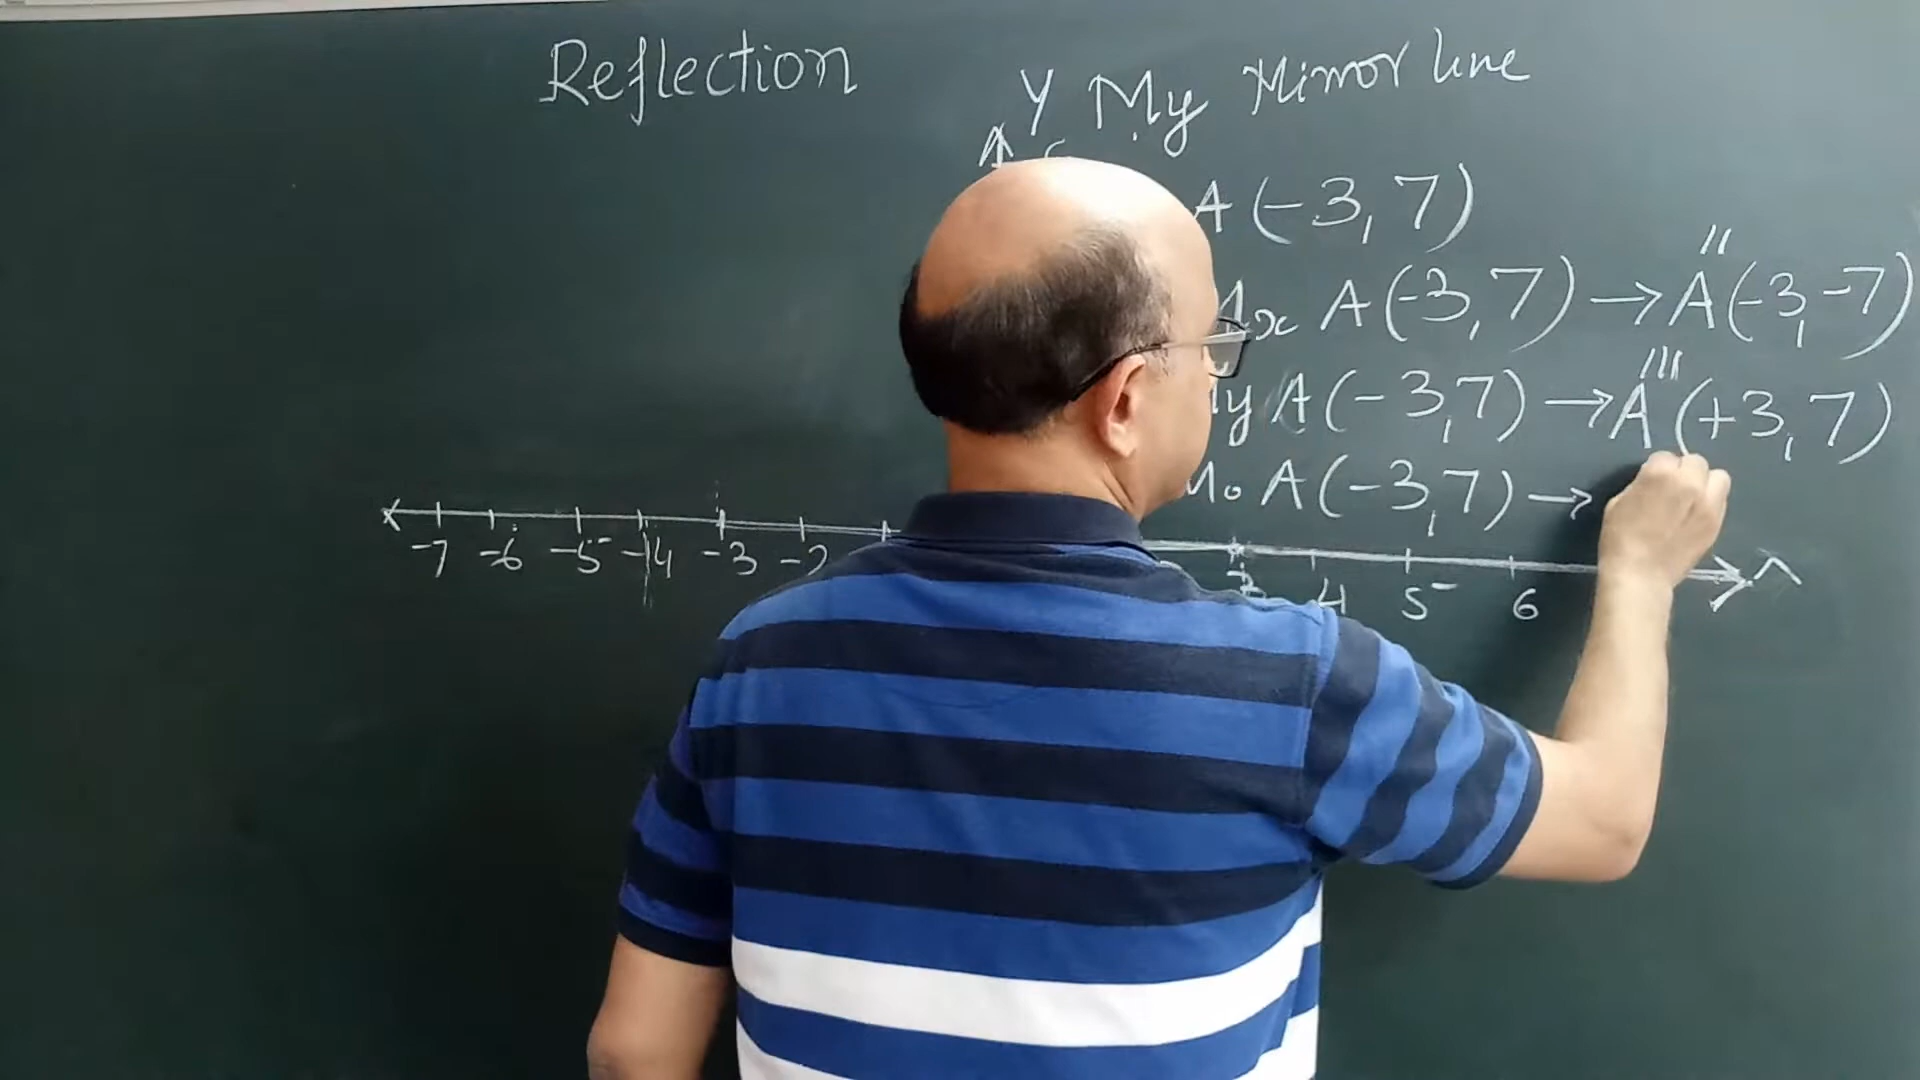 Reflection
Y My Mirror line
A (-3, 7)
Mx A (-3, 7) → A'' (-3, -7)
My A (-3, 7) → A''' (+3, 7)
Mo A (-3, 7) →
-7 -6 -5 -4 -3 -2 4 5 6